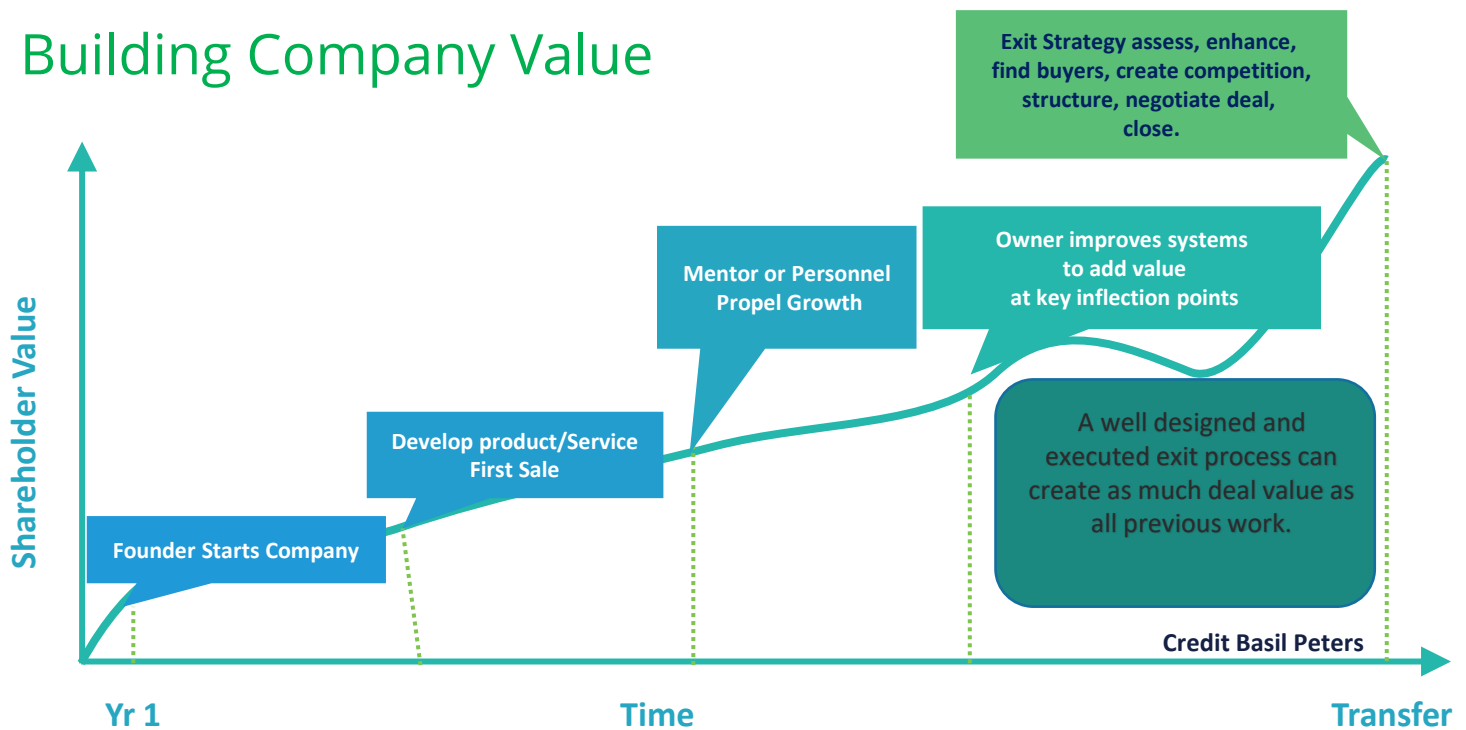 Building Company Value
Exit Strategy assess, enhance,
find buyers, create competition,
structure, negotiate deal,
close.
Owner improves systems
to add value
at key inflection points
Mentor or Personnel
Propel Growth
Develop product/Service
First Sale
Founder Starts Company
A well designed and
executed exit process can
create as much deal value as
all previous work.
Shareholder Value
Credit Basil Peters
Yr 1
Time
Transfer